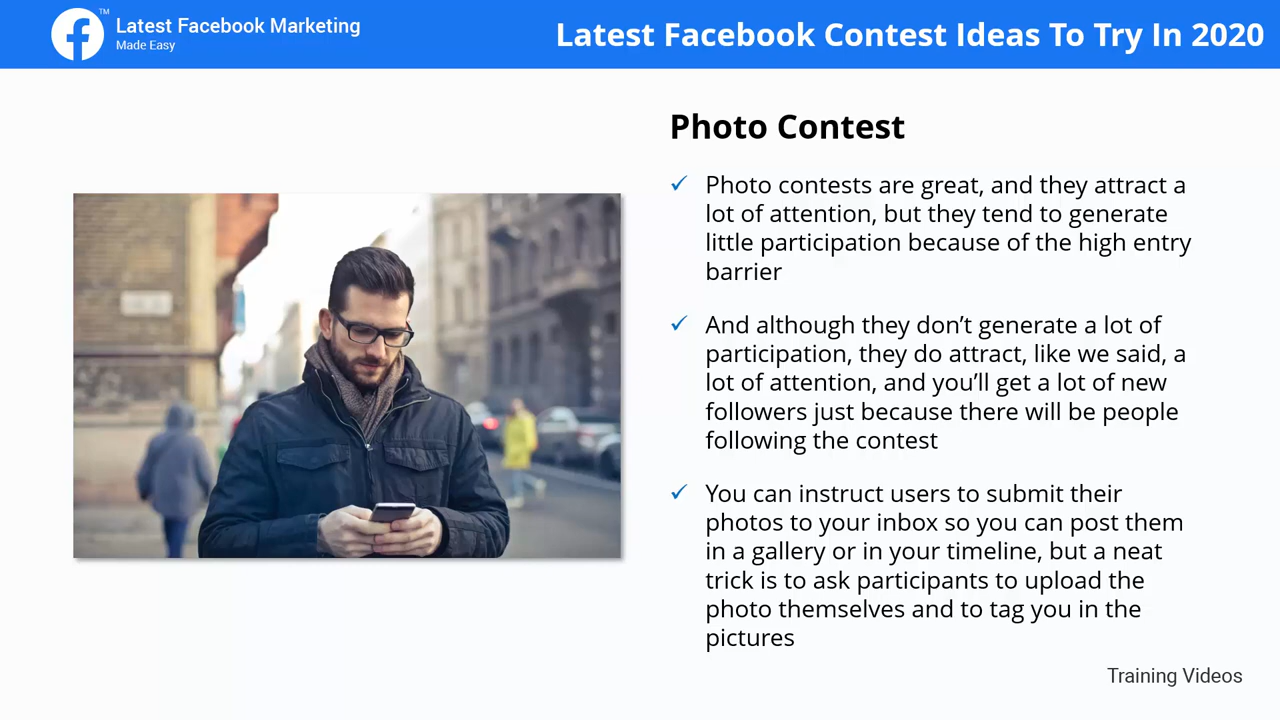 Latest Facebook Marketing
TM
Made Easy
Latest Facebook Contest Ideas To Try In 2020
Photo Contest
✓ Photo contests are great, and they attract a
lot of attention, but they tend to generate
little participation because of the high entry
barrier
✓ And although they don’t generate a lot of
participation, they do attract, like we said, a
lot of attention, and you’ll get a lot of new
followers just because there will be people
following the contest
✓ You can instruct users to submit their
photos to your inbox so you can post them
in a gallery or in your timeline, but a neat
trick is to ask participants to upload the
photo themselves and to tag you in the
pictures
Training Videos